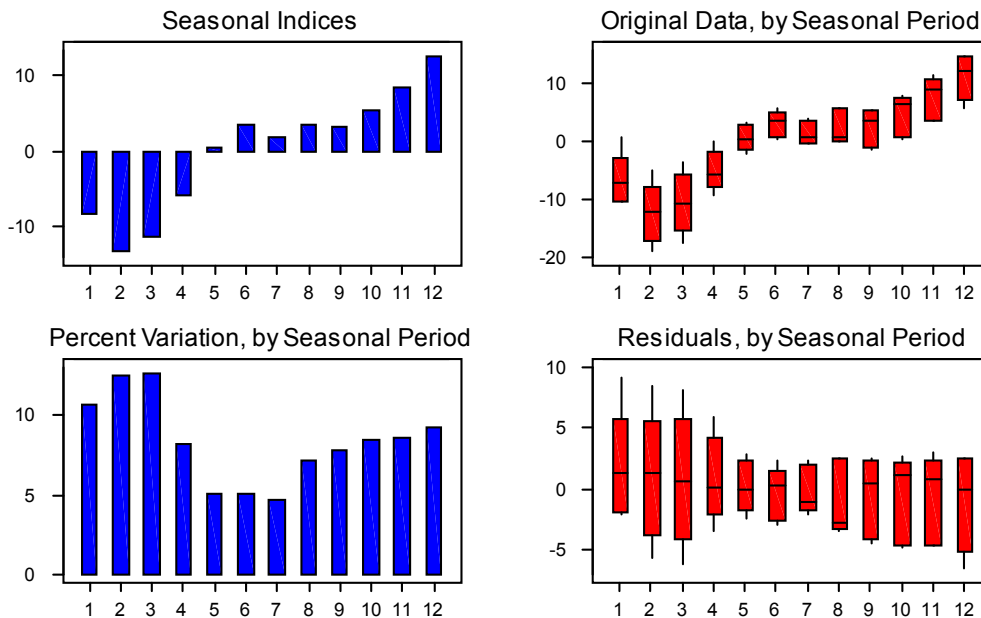 Seasonal Indices
10
0
-10
1 2 3 4 5 6 7 8 9 10 11 12
Original Data, by Seasonal Period
10
0
-10
-20
1 2 3 4 5 6 7 8 9 10 11 12
Percent Variation, by Seasonal Period
10
5
0
1 2 3 4 5 6 7 8 9 10 11 12
Residuals, by Seasonal Period
10
5
0
-5
1 2 3 4 5 6 7 8 9 10 11 12